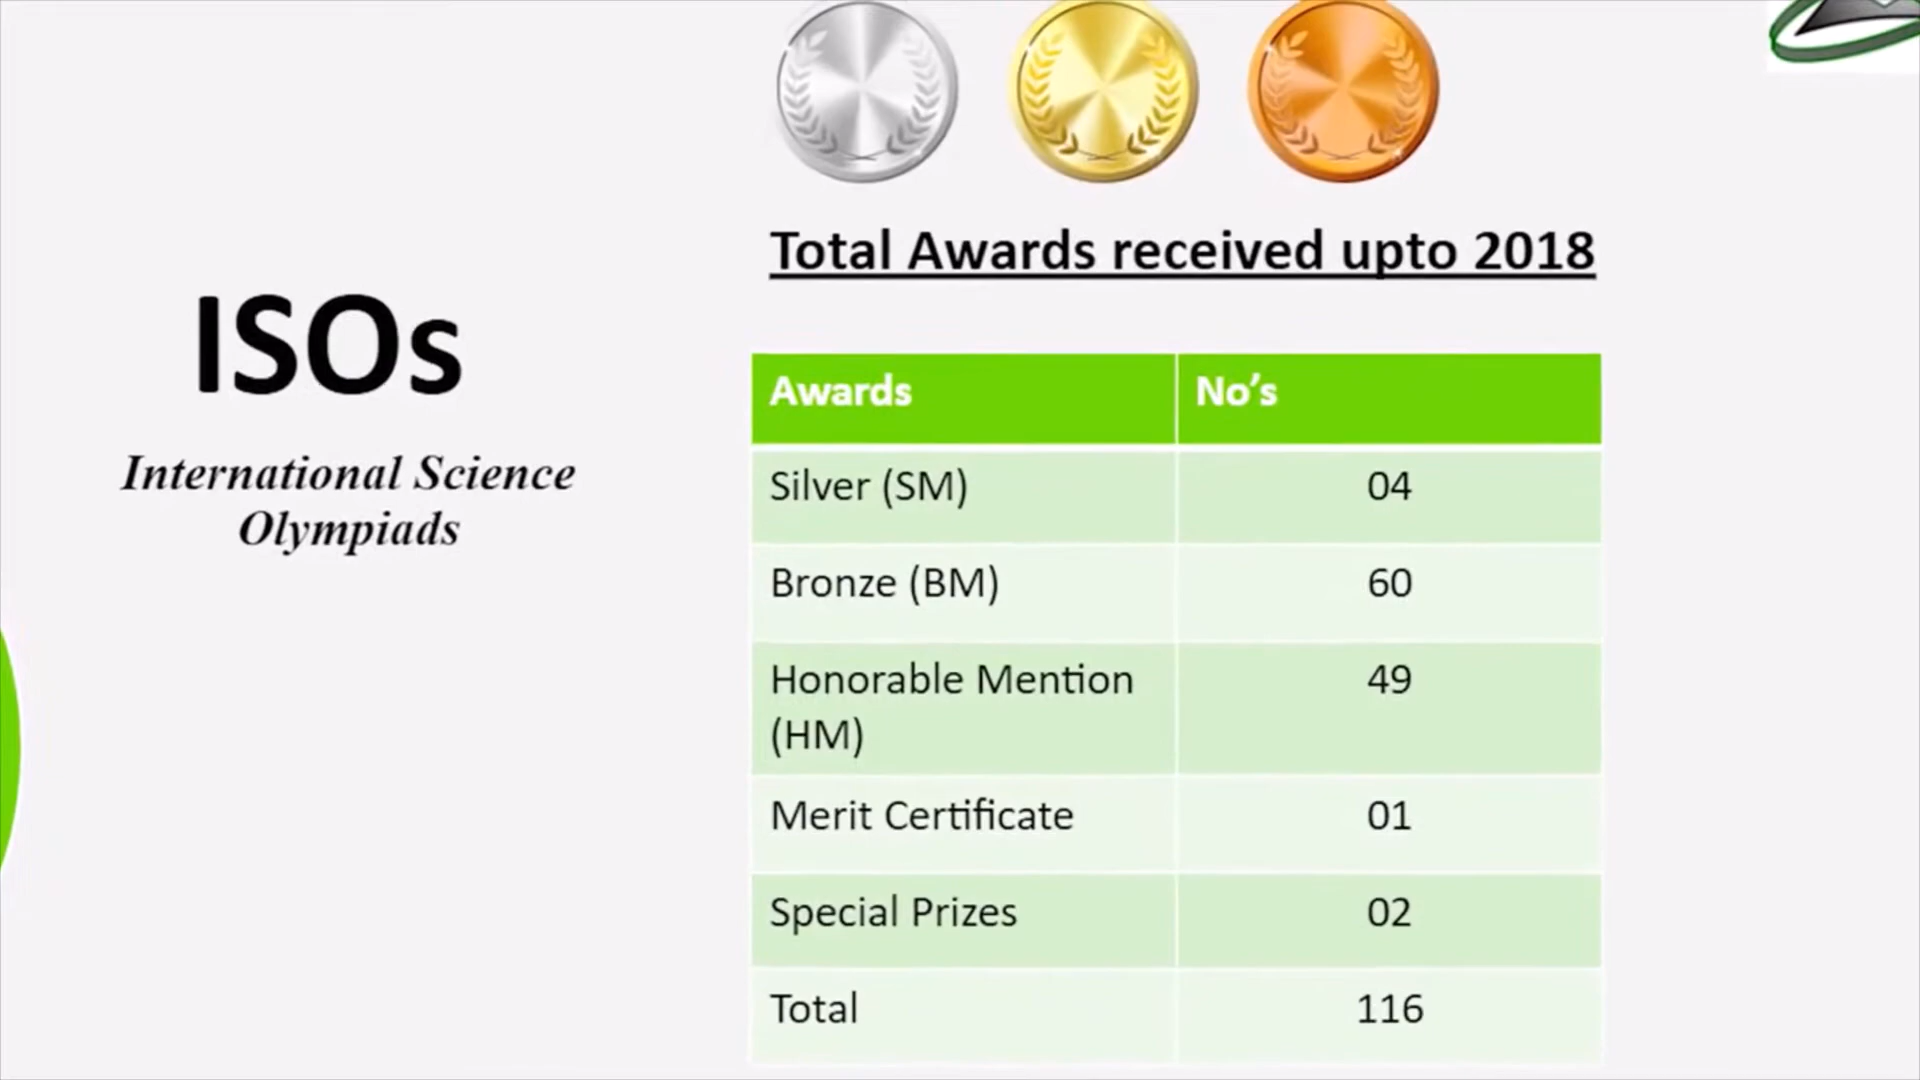 Total Awards received upto 2018
ISOs
International Science
Olympiads
Awards No's
Silver (SM) 04
Bronze (BM) 60
Honorable Mention 49
(HM)
Merit Certificate 01
Special Prizes 02
Total 116